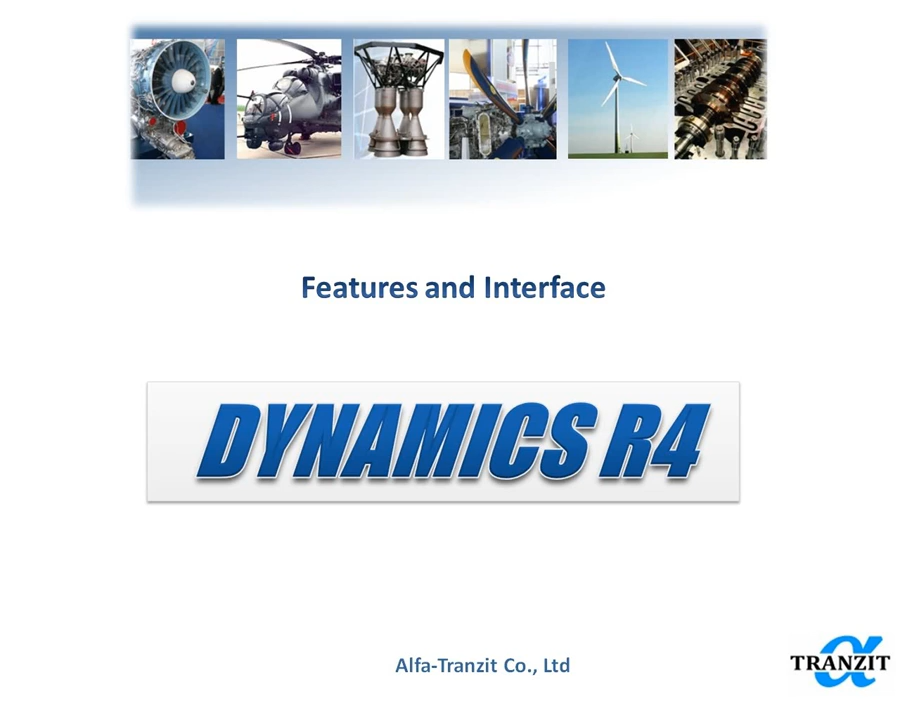 Features and Interface
DYNAMICS R4
Alfa-Tranzit Co., Ltd
α
TRANZIT